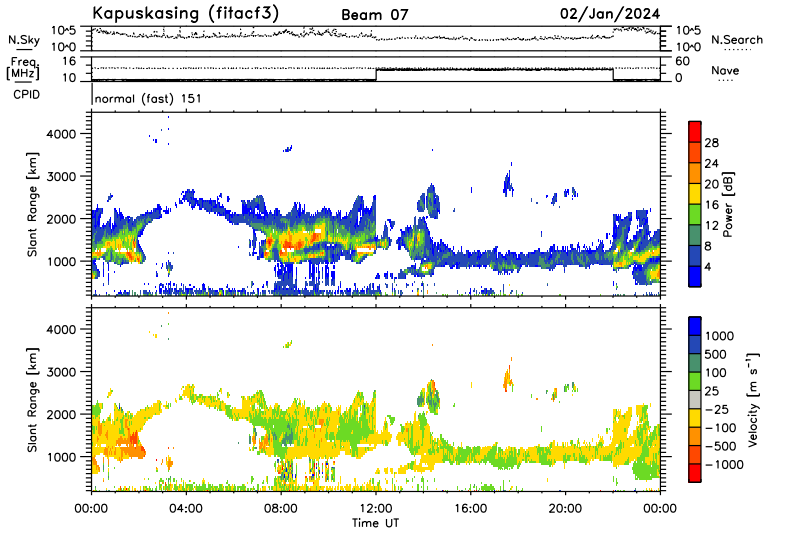 Kapuskasing (fitacf3) Beam 07 02/Jan/2024
N.Sky 10^5 10^0 10^5 10^0 N.Search
Freq. [MHz] 16 10 60 0 Nave
CPID normal (fast) 151
Slant Range [km] 4000 3000 2000 1000
Power [dB] 28 24 20 16 12 8 4
Slant Range [km] 4000 3000 2000 1000
Velocity [m s^-1] 1000 500 100 25 -25 -100 -500 -1000
00:00 04:00 08:00 12:00 16:00 20:00 00:00
Time UT